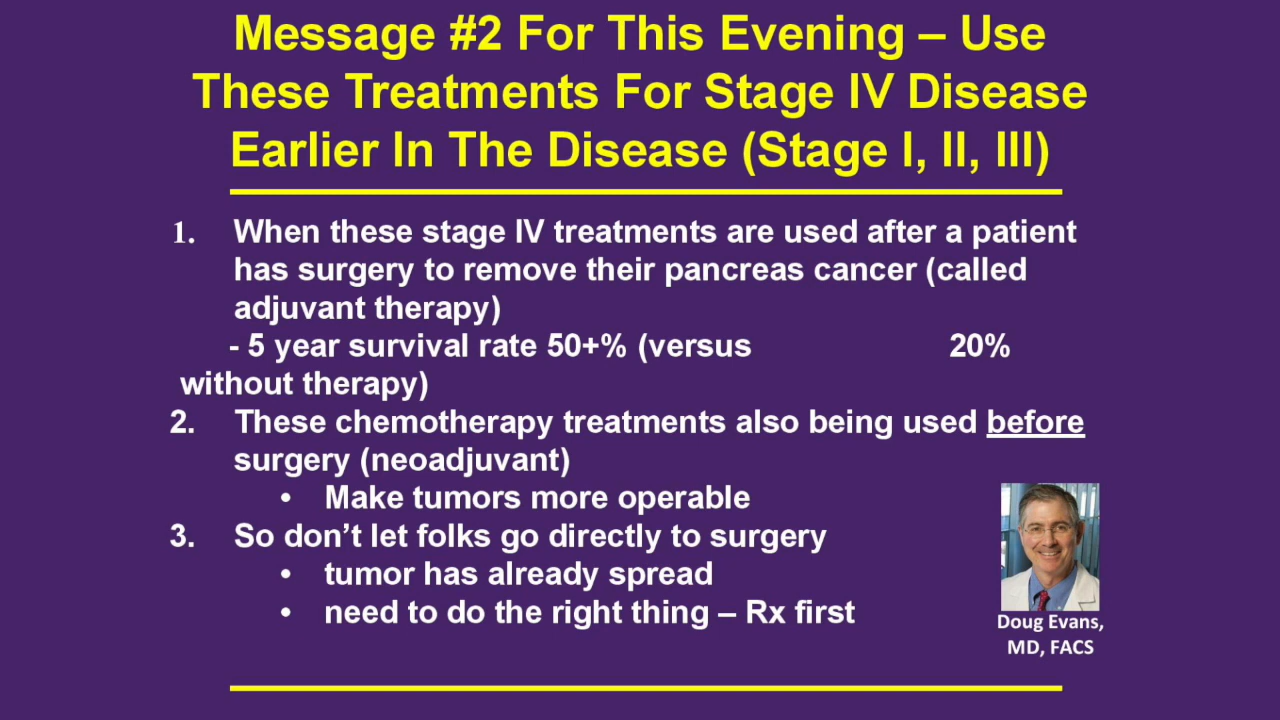 Message #2 For This Evening – Use
These Treatments For Stage IV Disease
Earlier In The Disease (Stage I, II, III)
1. When these stage IV treatments are used after a patient
has surgery to remove their pancreas cancer (called
adjuvant therapy)
- 5 year survival rate 50+% (versus 20%
without therapy)
2. These chemotherapy treatments also being used before
surgery (neoadjuvant)
• Make tumors more operable
3. So don’t let folks go directly to surgery
• tumor has already spread
• need to do the right thing – Rx first
Doug Evans,
MD, FACS